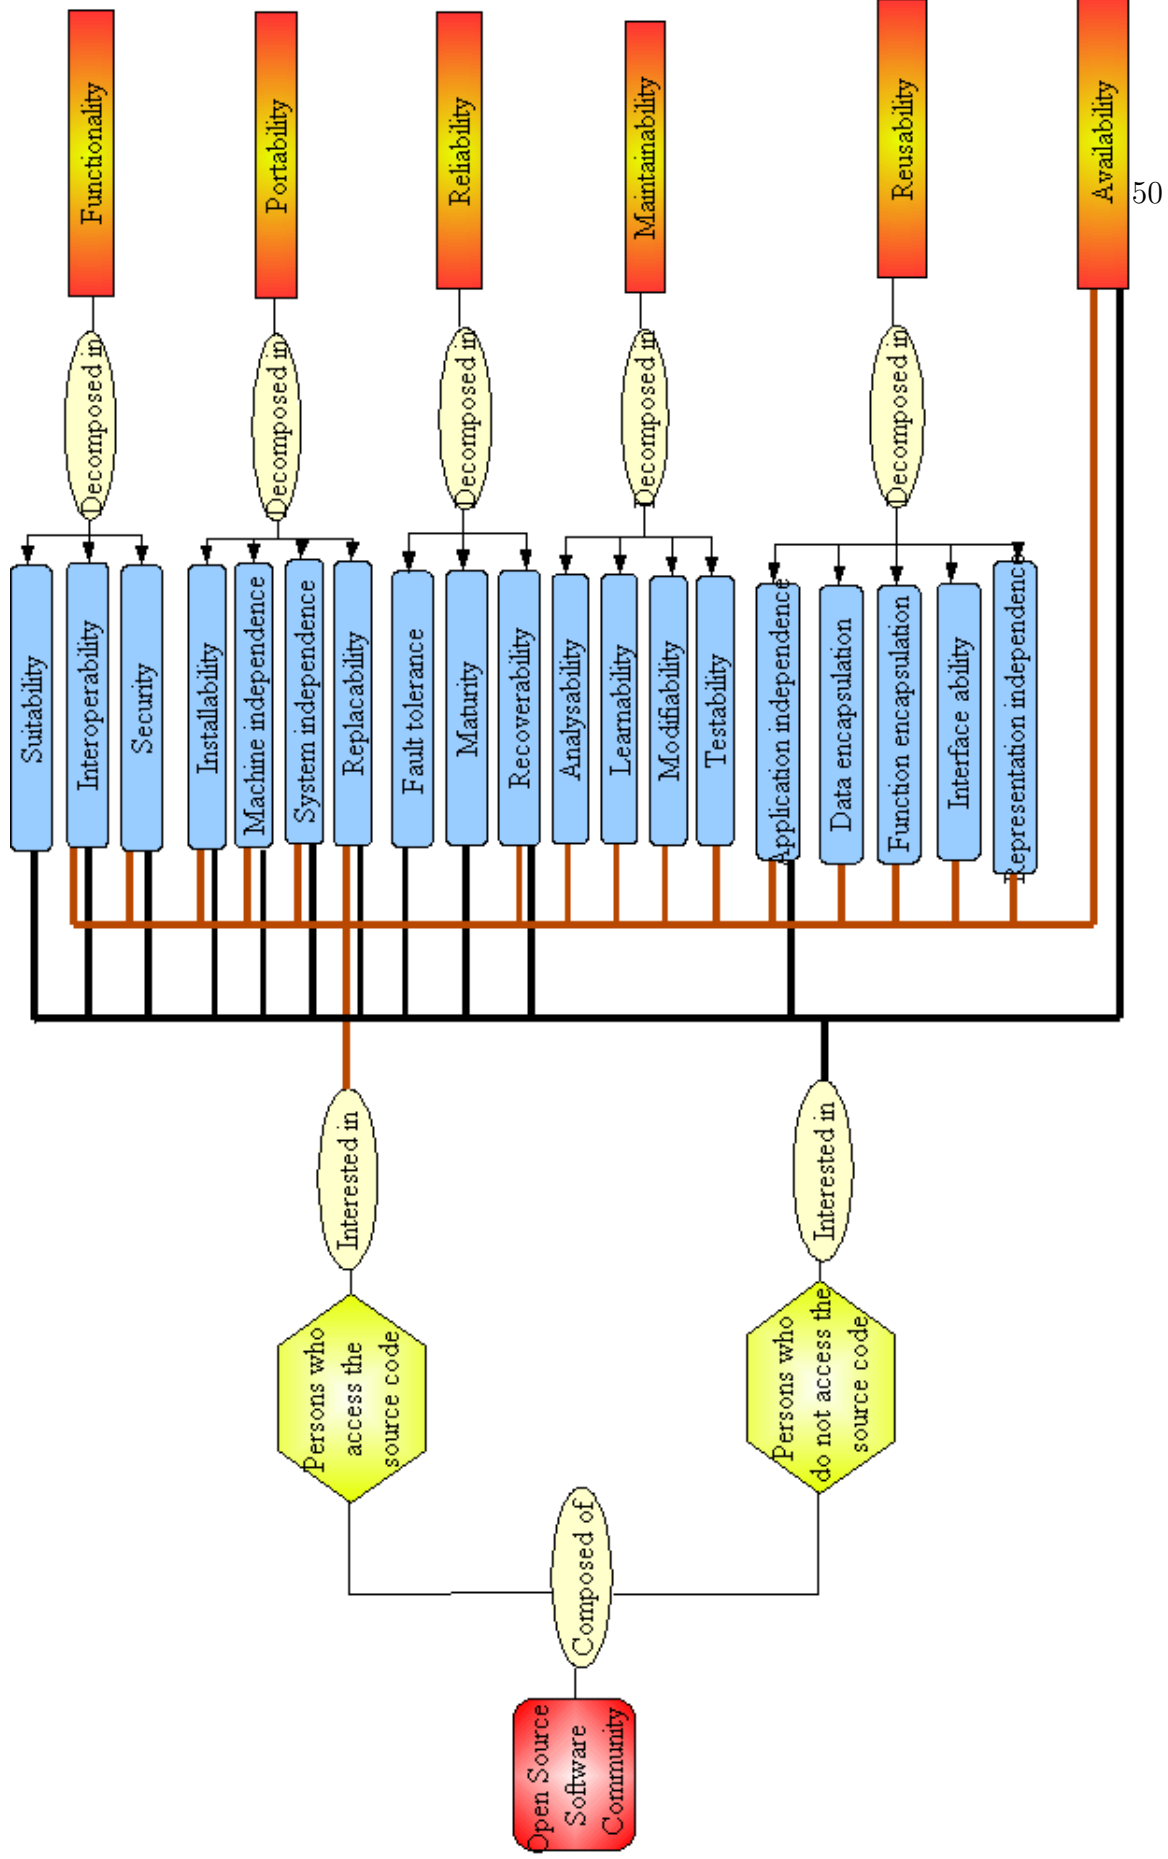 Functionality
Portability
Reliability
Maintainability
Reusability
Availability
50
Decomposed in
Decomposed in
Decomposed in
Decomposed in
Decomposed in
Suitability
Interoperability
Security
Installability
Machine independence
System independence
Replacability
Fault tolerance
Maturity
Recoverability
Analysability
Learnability
Modifiability
Testability
Application independence
Data encapsulation
Function encapsulation
Interface ability
Representation independence
Interested in
Interested in
Persons who
access the
source code
Persons who
do not access the
source code
Composed of
Open Source
Software
Community